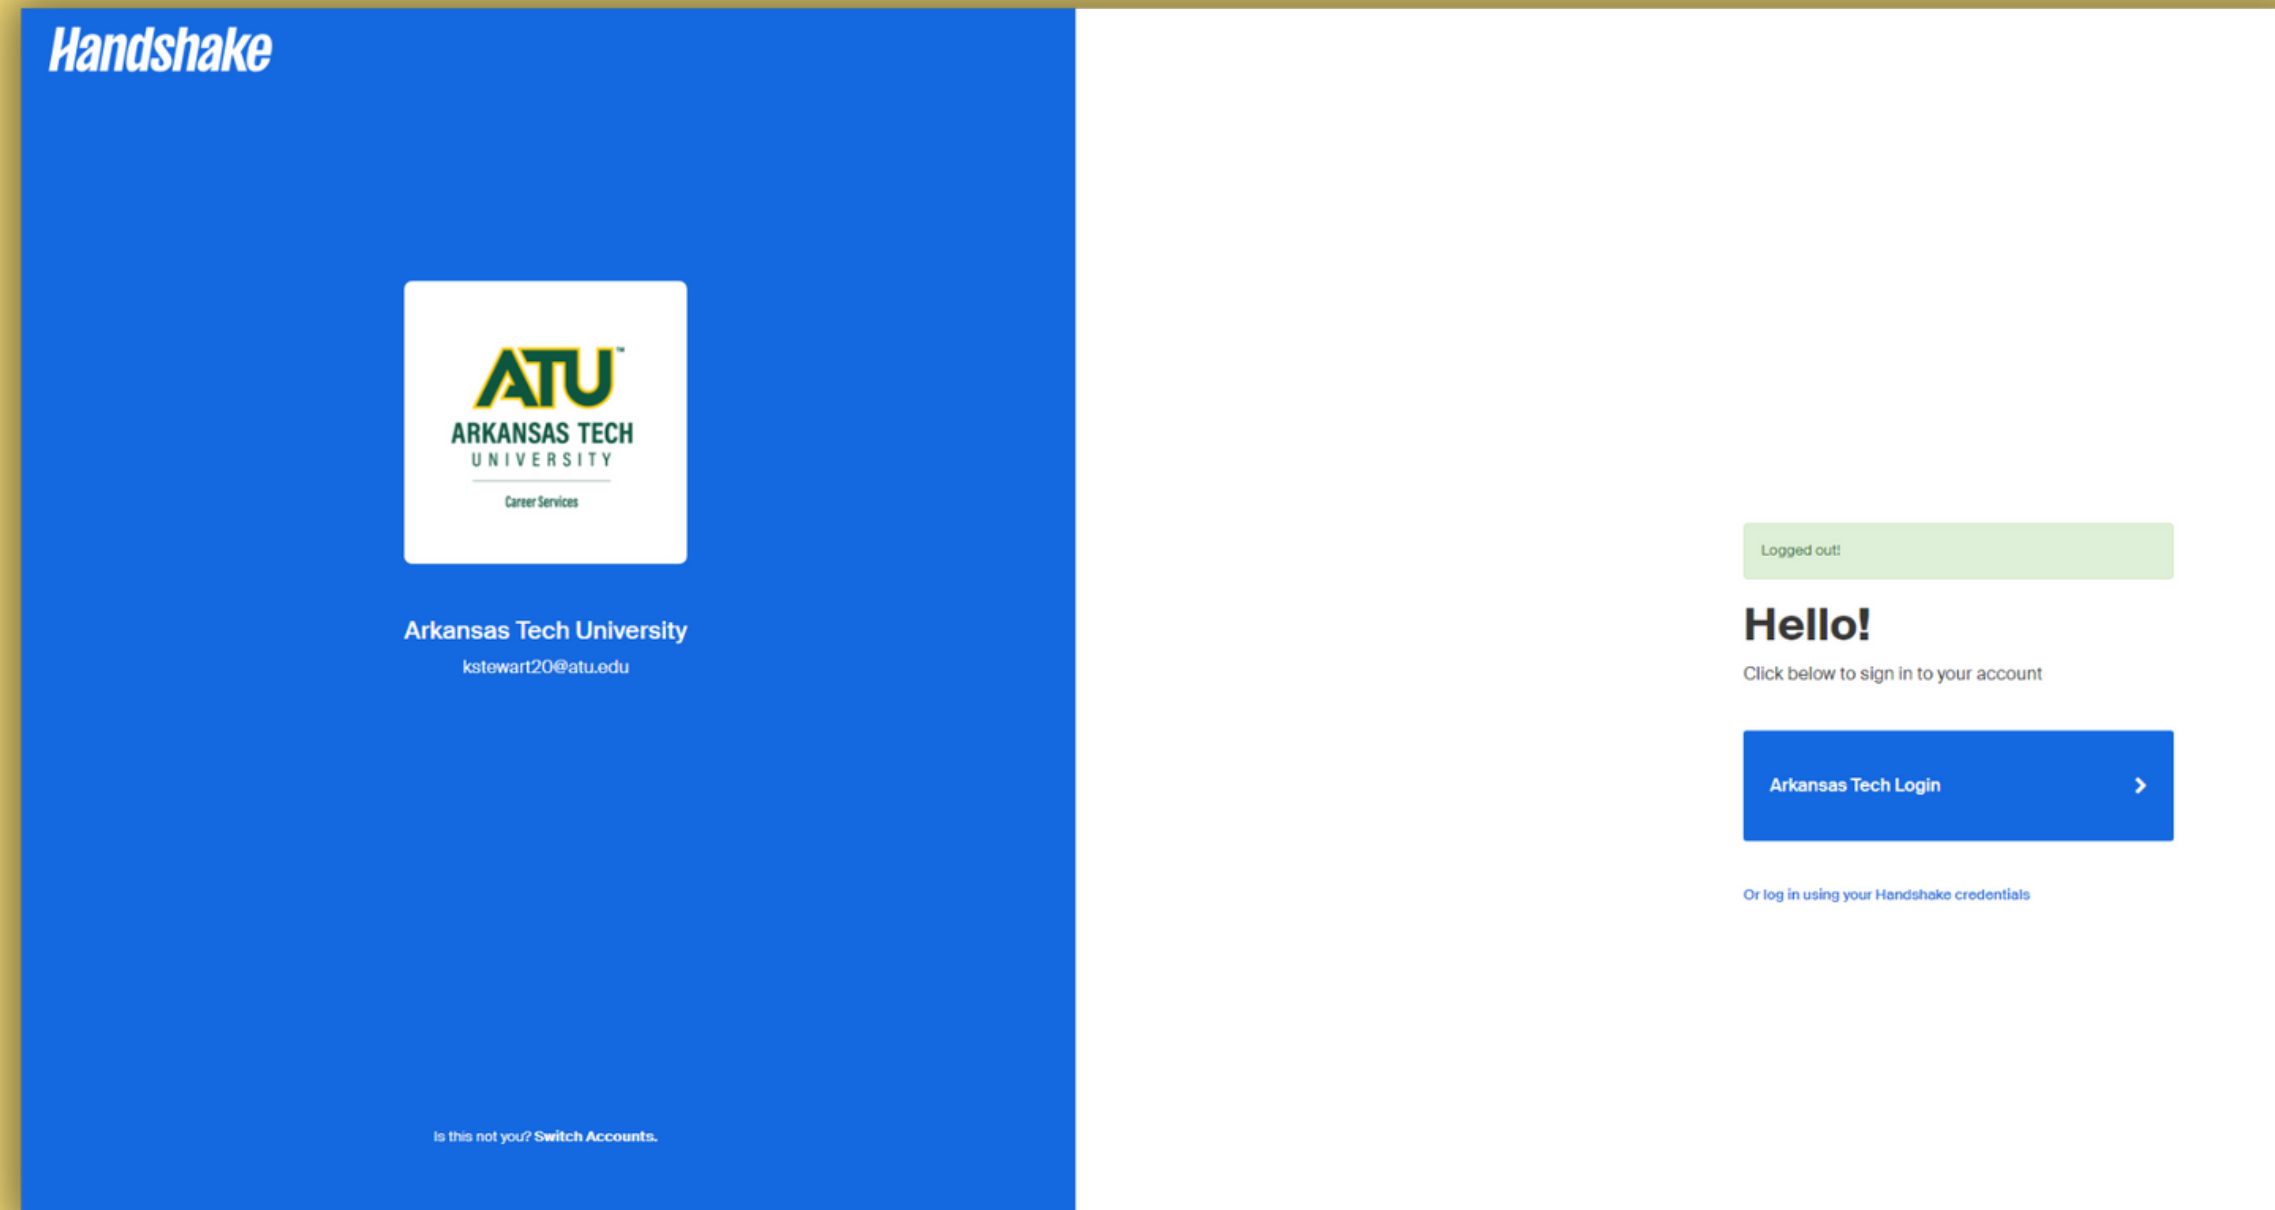 Handshake
ATU™
ARKANSAS TECH
UNIVERSITY
Career Services
Arkansas Tech University
kstewart20@atu.edu
Is this not you? Switch Accounts.
Logged out!
Hello!
Click below to sign in to your account
Arkansas Tech Login
Or log in using your Handshake credentials